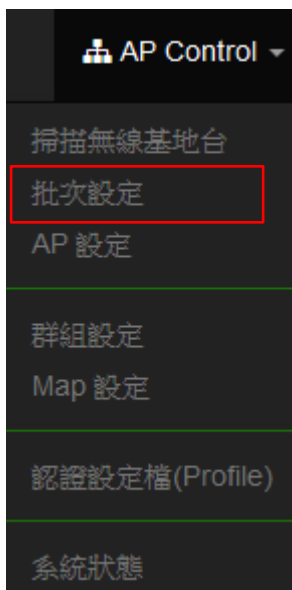 AP Control
掃描無線基地台
批次設定
AP 設定
群組設定
Map 設定
認證設定檔(Profile)
系統狀態